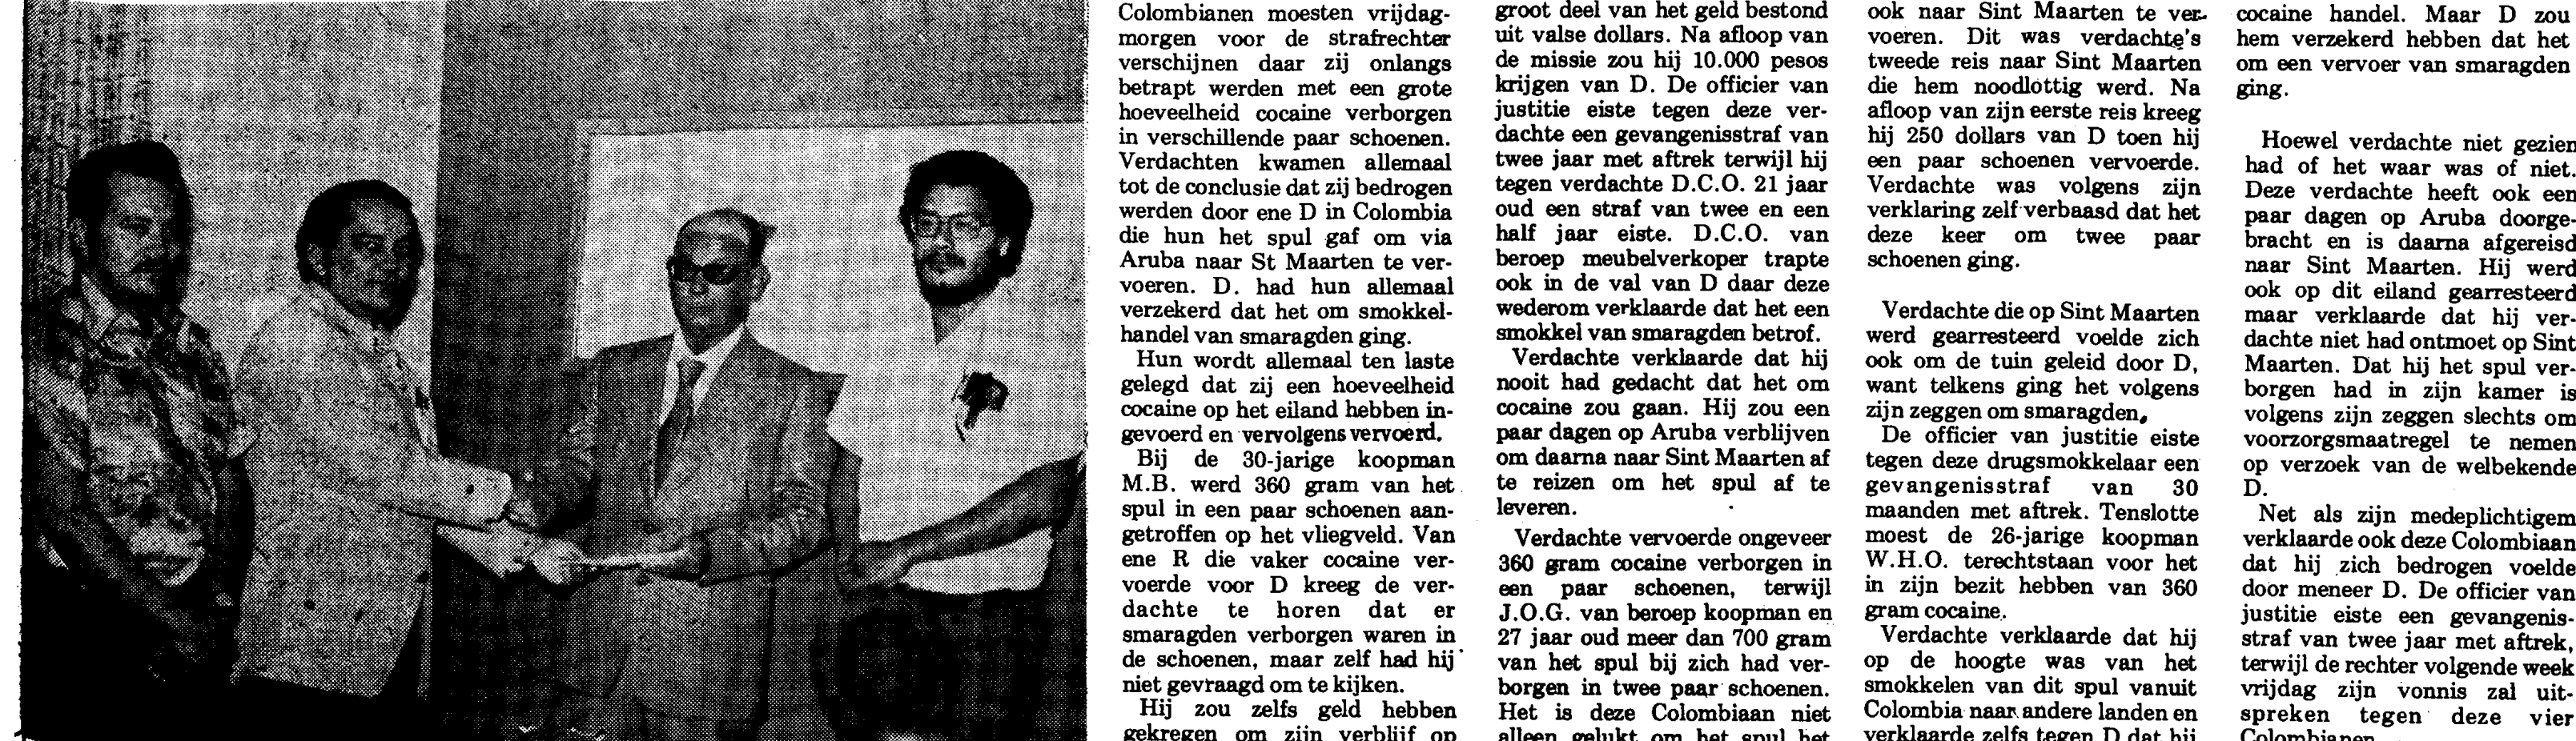 Colombianen moesten vrijdag-
morgen voor de strafrechter
verschijnen daar zij onlangs
betrapt werden met een grote
hoeveelheid cocaine verborgen
in verschillende paar schoenen.
Verdachten kwamen allemaal
tot de conclusie dat zij bedrogen
werden door ene D in Colombia
die hun het spul gaf om via
Aruba naar St Maarten te ver-
voeren. D. had hun allemaal
verzekerd dat het om smokkel-
handel van smaragden ging.
Hun wordt allemaal ten laste
gelegd dat zij een hoeveelheid
cocaine op het eiland hebben in-
gevoerd en vervolgens vervoerd.
Bij de 30-jarige koopman
M.B. werd 360 gram van het
spul in een paar schoenen aan-
getroffen op het vliegveld. Van
ene R die vaker cocaine ver-
voerde voor D kreeg de ver-
dachte te horen dat er
smaragden verborgen waren in
de schoenen, maar zelf had hij
niet gevraagd om te kijken.
Hij zou zelfs geld hebben
gekregen om zijn verblijf op
groot deel van het geld bestond
uit valse dollars. Na afloop van
de missie zou hij 10.000 pesos
krijgen van D. De officier van
justitie eiste tegen deze ver-
dachte een gevangenisstraf van
twee jaar met aftrek terwijl hij
tegen verdachte D.C.O. 21 jaar
oud een straf van twee en een
half jaar eiste. D.C.O. van
beroep meubelverkoper trapte
ook in de val van D daar deze
wederom verklaarde dat het een
smokkel van smaragden betrof.
Verdachte verklaarde dat hij
nooit had gedacht dat het om
cocaine zou gaan. Hij zou een
paar dagen op Aruba verblijven
om daarna naar Sint Maarten af
te reizen om het spul af te
leveren.
Verdachte vervoerde ongeveer
360 gram cocaine verborgen in
een paar schoenen, terwijl
J.O.G. van beroep koopman en
27 jaar oud meer dan 700 gram
van het spul bij zich had ver-
borgen in twee paar schoenen.
Het is deze Colombiaan niet
alleen gelukt om het spul het
ook naar Sint Maarten te ver-
voeren. Dit was verdachte's
tweede reis naar Sint Maarten
die hem noodlottig werd. Na
afloop van zijn eerste reis kreeg
hij 250 dollars van D toen hij
een paar schoenen vervoerde.
Verdachte was volgens zijn
verklaring zelf verbaasd dat het
deze keer om twee paar
schoenen ging.
Verdachte die op Sint Maarten
werd gearresteerd voelde zich
ook om de tuin geleid door D,
want telkens ging het volgens
zijn zeggen om smaragden.
De officier van justitie eiste
tegen deze drugsmokkelaar een
gevangenisstraf van 30
maanden met aftrek. Tenslotte
moest de 26-jarige koopman
W.H.O. terechtstaan voor het
in zijn bezit hebben van 360
gram cocaine.
Verdachte verklaarde dat hij
op de hoogte was van het
smokkelen van dit spul vanuit
Colombia naar andere landen en
verklaarde zelfs tegen D dat hij
cocaine handel. Maar D zou
hem verzekerd hebben dat het
om een vervoer van smaragden
ging.
Hoewel verdachte niet gezien
had of het waar was of niet.
Deze verdachte heeft ook een
paar dagen op Aruba doorge-
bracht en is daarna afgereisd
naar Sint Maarten. Hij werd
ook op dit eiland gearresteerd
maar verklaarde dat hij ver-
dachte niet had ontmoet op Sint
Maarten. Dat hij het spul ver-
borgen had in zijn kamer is
volgens zijn zeggen slechts om
voorzorgsmaatregel te nemen
op verzoek van de welbekende
D.
Net als zijn medeplichtigem
verklaarde ook deze Colombiaan
dat hij zich bedrogen voelde
door meneer D. De officier van
justitie eiste een gevangenis-
straf van twee jaar met aftrek,
terwijl de rechter volgende week
vrijdag zijn vonnis zal uit-
spreken tegen deze vier
Colombianen